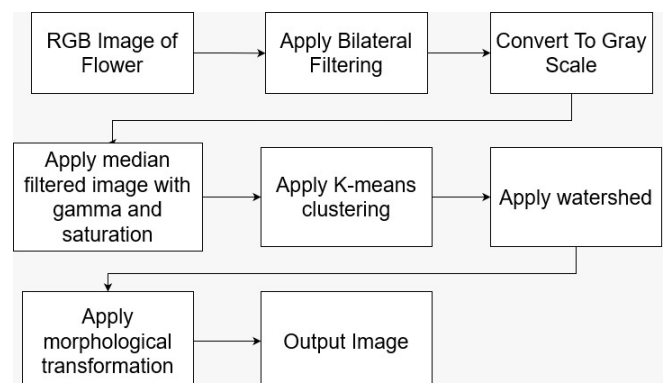 RGB Image of
Flower
Apply Bilateral
Filtering
Convert To Gray
Scale
Apply median
filtered image with
gamma and
saturation
Apply K-means
clustering
Apply watershed
Apply
morphological
transformation
Output Image